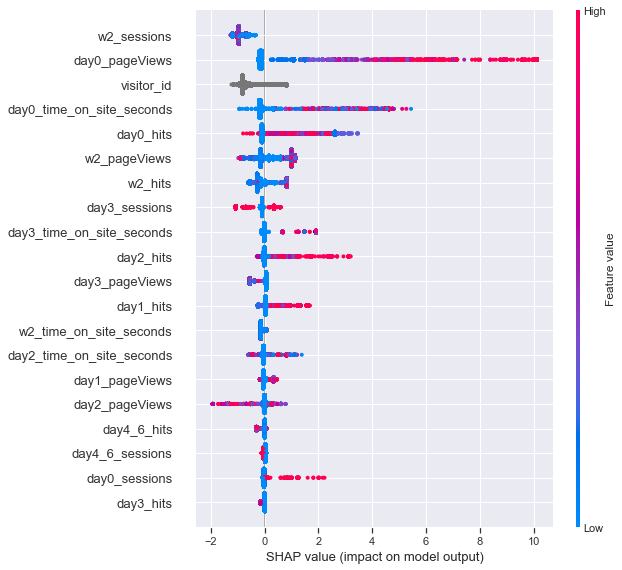 High
w2_sessions
day0_pageViews
visitor_id
day0_time_on_site_seconds
day0_hits
w2_pageViews
w2_hits
day3_sessions
day3_time_on_site_seconds
day2_hits
day3_pageViews
day1_hits
w2_time_on_site_seconds
day2_time_on_site_seconds
day1_pageViews
day2_pageViews
day4_6_hits
day4_6_sessions
day0_sessions
day3_hits
Feature value
Low
−2 0 2 4 6 8 10
SHAP value (impact on model output)